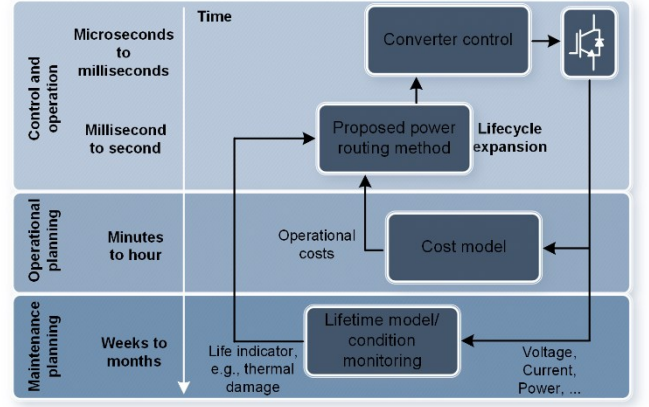 Time
Control and
operation
Microseconds
to
milliseconds
Converter control
Millisecond
to second
Proposed power
routing method
Lifecycle
expansion
Operational
planning
Minutes
to hour
Operational
costs
Cost model
Maintenance
planning
Weeks to
months
Lifetime model/
condition
monitoring
Life indicator,
e.g., thermal
damage
Voltage,
Current,
Power, ...